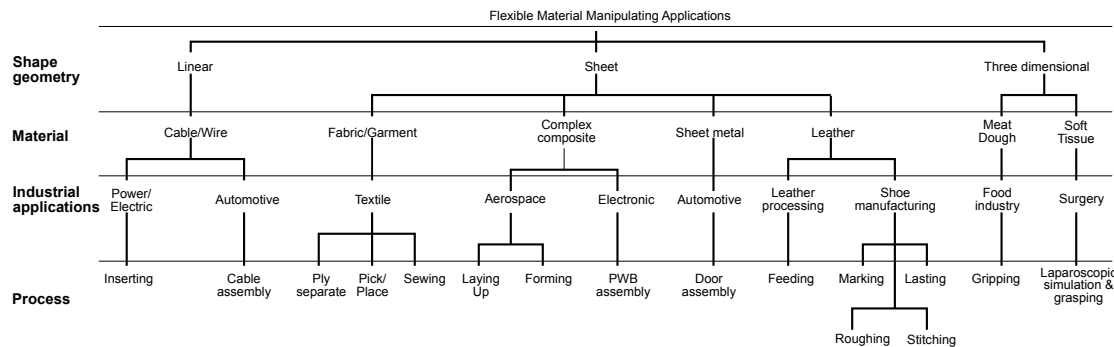 Flexible Material Manipulating Applications
Shape
geometry
Linear
Sheet
Three dimensional
Material
Cable/Wire
Fabric/Garment
Complex
composite
Sheet metal
Leather
Meat
Dough
Soft
Tissue
Industrial
applications
Power/
Electric
Automotive
Textile
Aerospace
Electronic
Automotive
Leather
processing
Shoe
manufacturing
Food
industry
Surgery
Process
Inserting
Cable
assembly
Ply
separate
Pick/
Place
Sewing
Laying
Up
Forming
PWB
assembly
Door
assembly
Feeding
Marking
Lasting
Gripping
Laparoscopic
simulation &
grasping
Roughing
Stitching